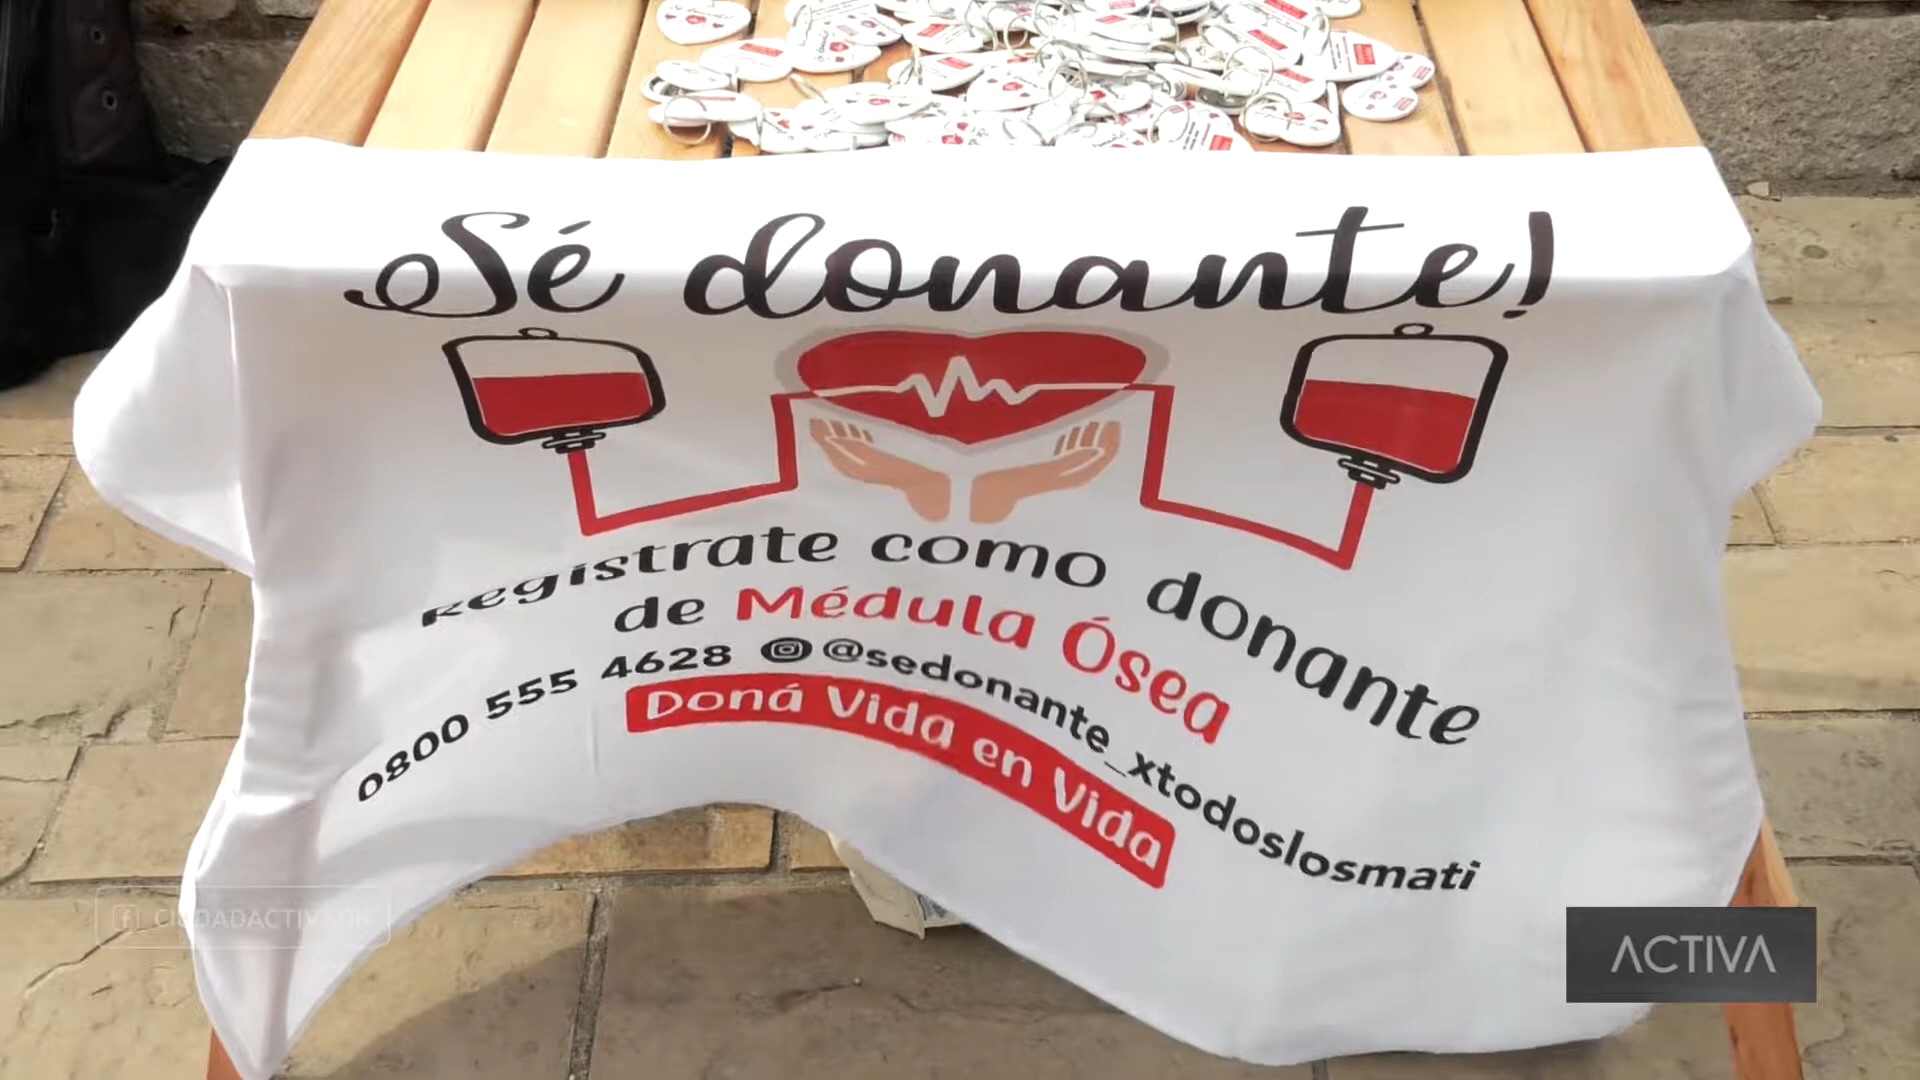 Sé donante!
Registrate como donante
de Médula Ósea
0800 555 4628 @sedonante_xtodoslosmati
Doná Vida en Vida
ACTIVA